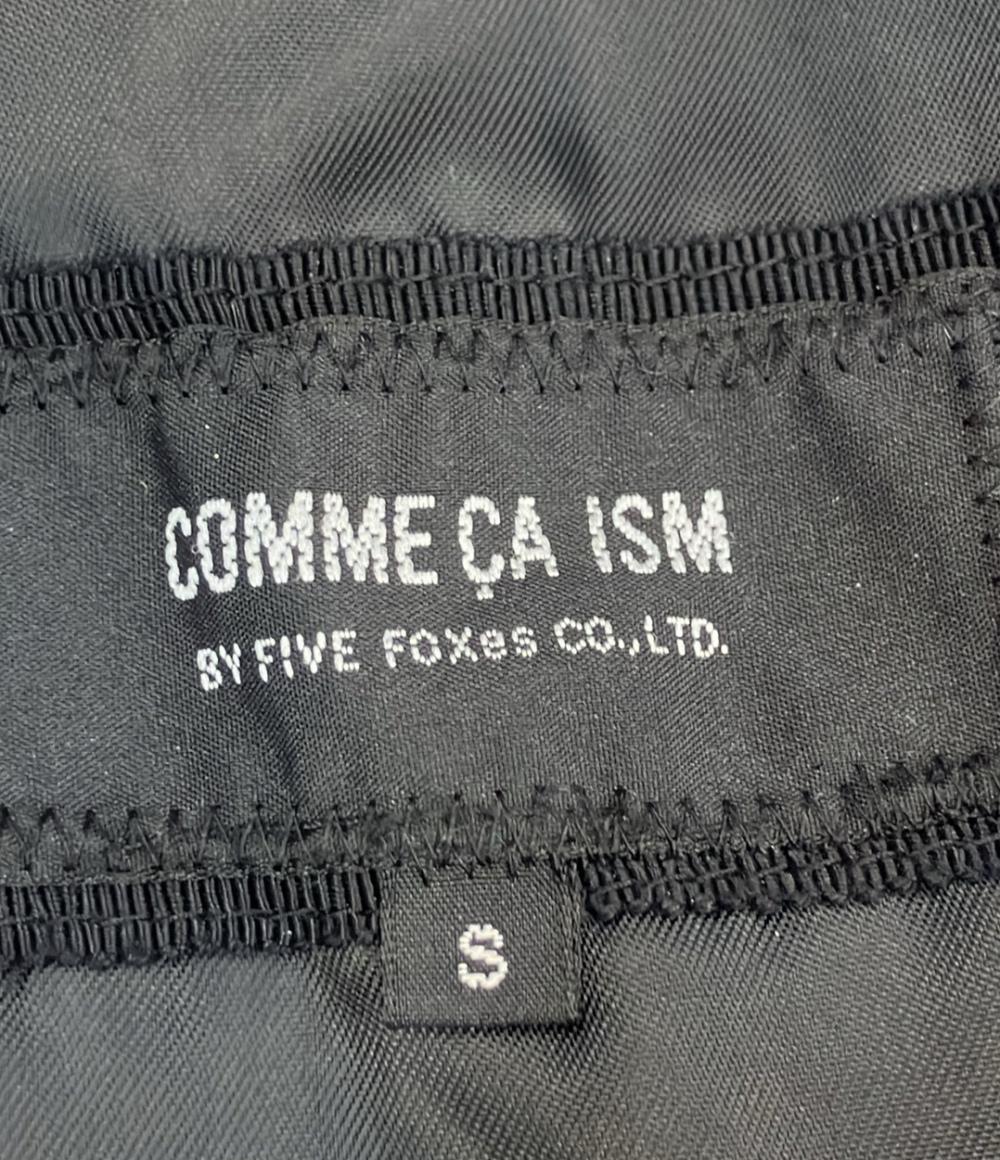 COMME ÇA ISM
BY FIVE FOXes CO.,LTD.
S